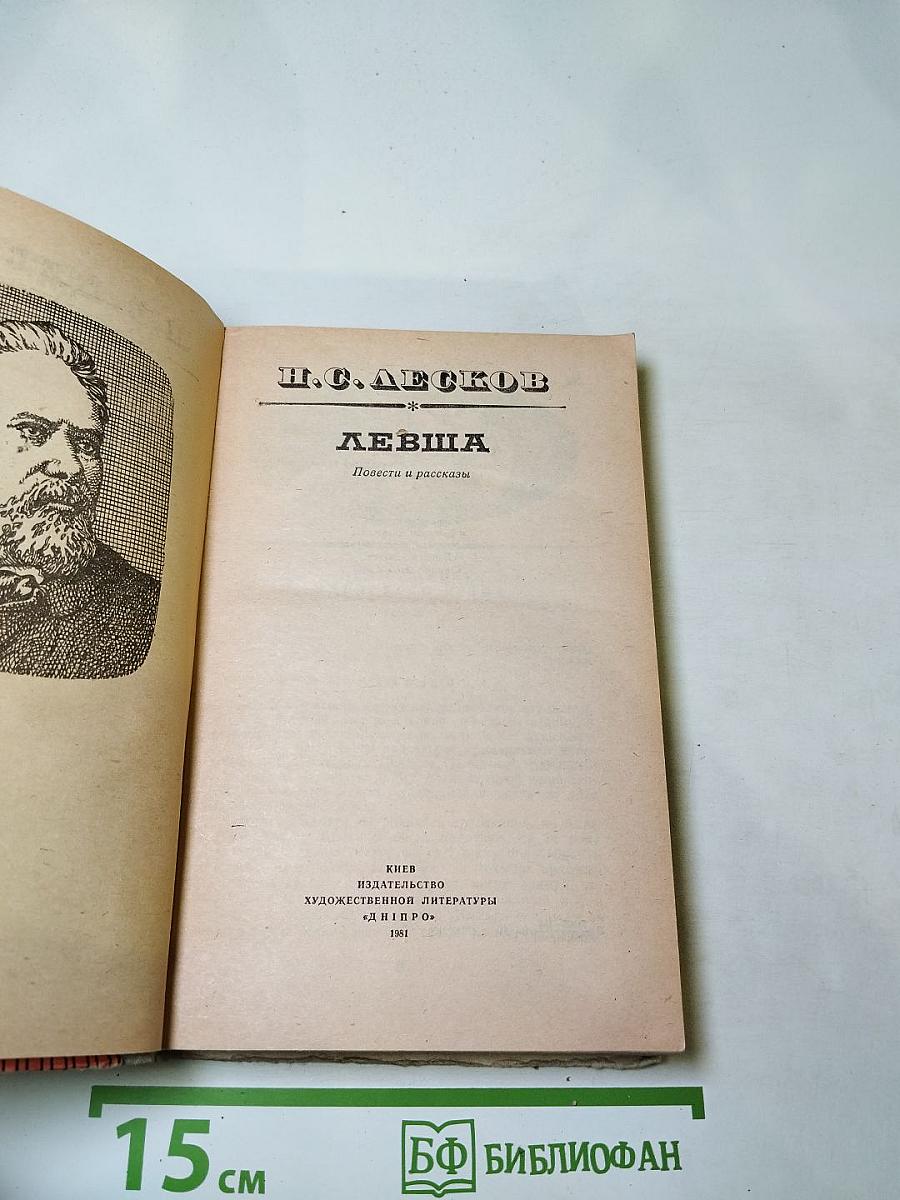 Н.С.ЛЕСКОВ
ЛЕВША
Повести и рассказы
КИЕВ
ИЗДАТЕЛЬСТВО
ХУДОЖЕСТВЕННОЙ ЛИТЕРАТУРЫ
«ДНІПРО»
1981
15 см
БФ БИБЛИОФАН